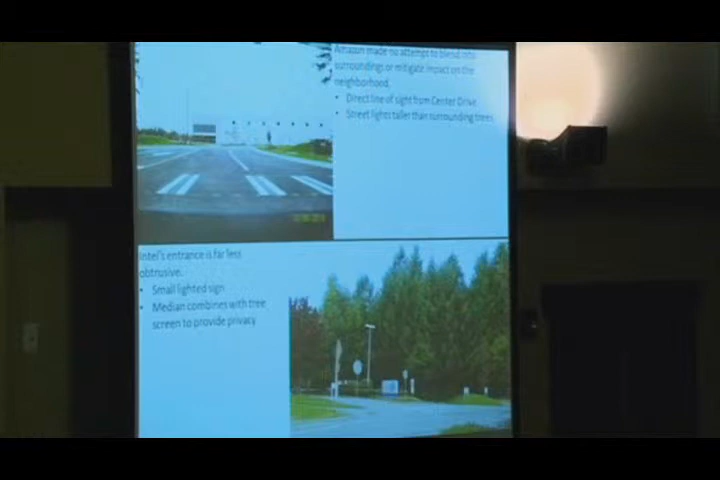 Amazon made no attempt to blend into
surroundings or mitigate impact on the
neighborhood.
• Direct line of sight from Center Drive
• Street lights taller than surrounding trees
Intel's entrance is far less
obtrusive.
• Small lighted sign
• Median combines with tree
screen to provide privacy